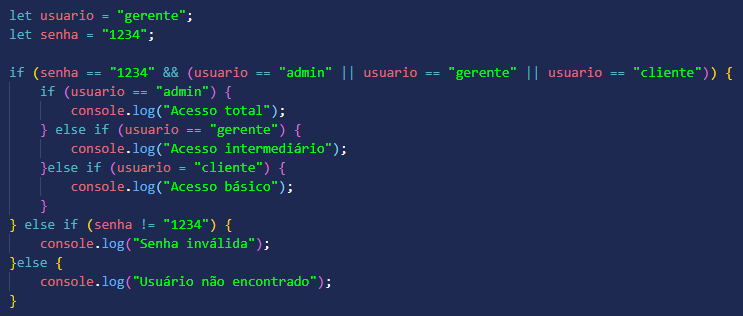 let usuario = "gerente";
let senha = "1234";

if (senha == "1234" && (usuario == "admin" || usuario == "gerente" || usuario == "cliente")) {
    if (usuario == "admin") {
        console.log("Acesso total");
    } else if (usuario == "gerente") {
        console.log("Acesso intermediário");
    }else if (usuario = "cliente") {
        console.log("Acesso básico");
    }
} else if (senha != "1234") {
    console.log("Senha inválida");
}else {
    console.log("Usuário não encontrado");
}